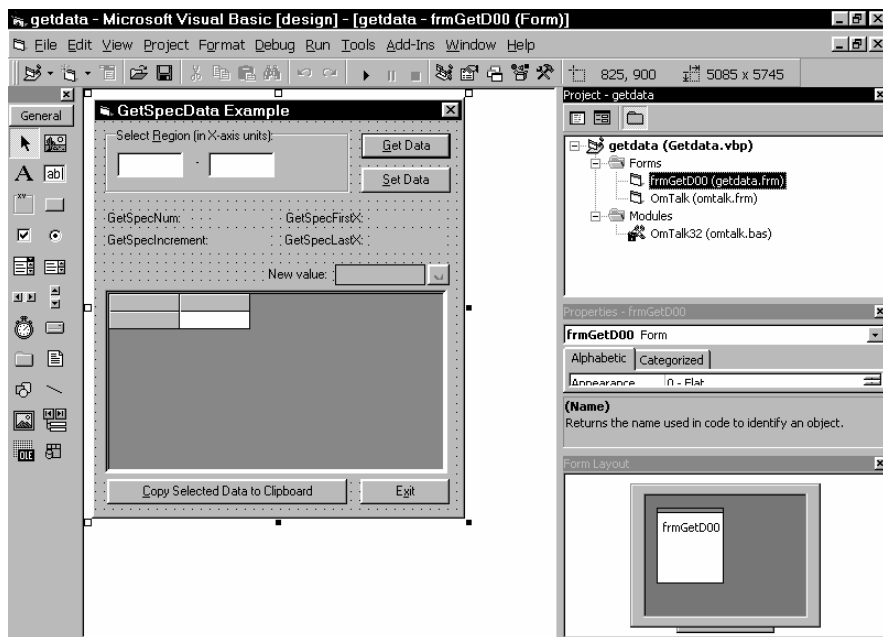 getdata - Microsoft Visual Basic [design] - [getdata - frmGetD00 (Form)]
File Edit View Project Format Debug Run Tools Add-Ins Window Help
825, 900 5085 x 5745
General
A ab|
XY
OLE
GetSpecData Example
Select Region (in X-axis units):
-
Get Data
Set Data
GetSpecNum: GetSpecFirstX:
GetSpecIncrement: GetSpecLastX:
New value:
Copy Selected Data to Clipboard Exit
Project - getdata
getdata (Getdata.vbp)
Forms
frmGetD00 (getdata.frm)
OmTalk (omtalk.frm)
Modules
OmTalk32 (omtalk.bas)
Properties - frmGetD00
frmGetD00 Form
Alphabetic Categorized
Appearance 0 - Flat
(Name)
Returns the name used in code to identify an object.
Form Layout
frmGetD00